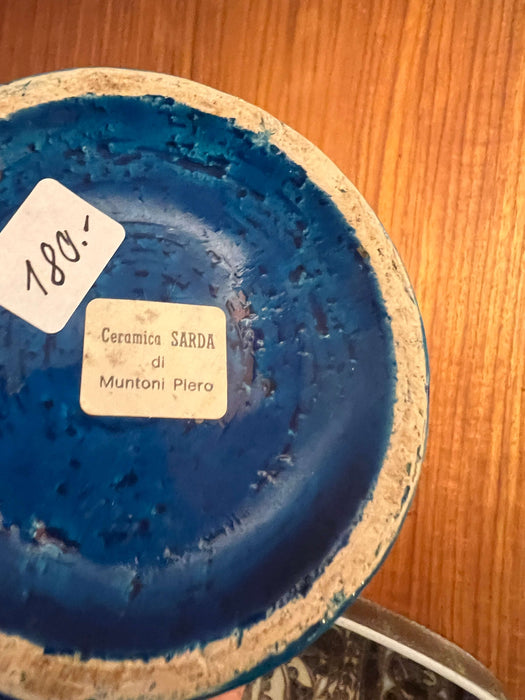 180.-
Ceramica SARDA
di
Muntoni Piero